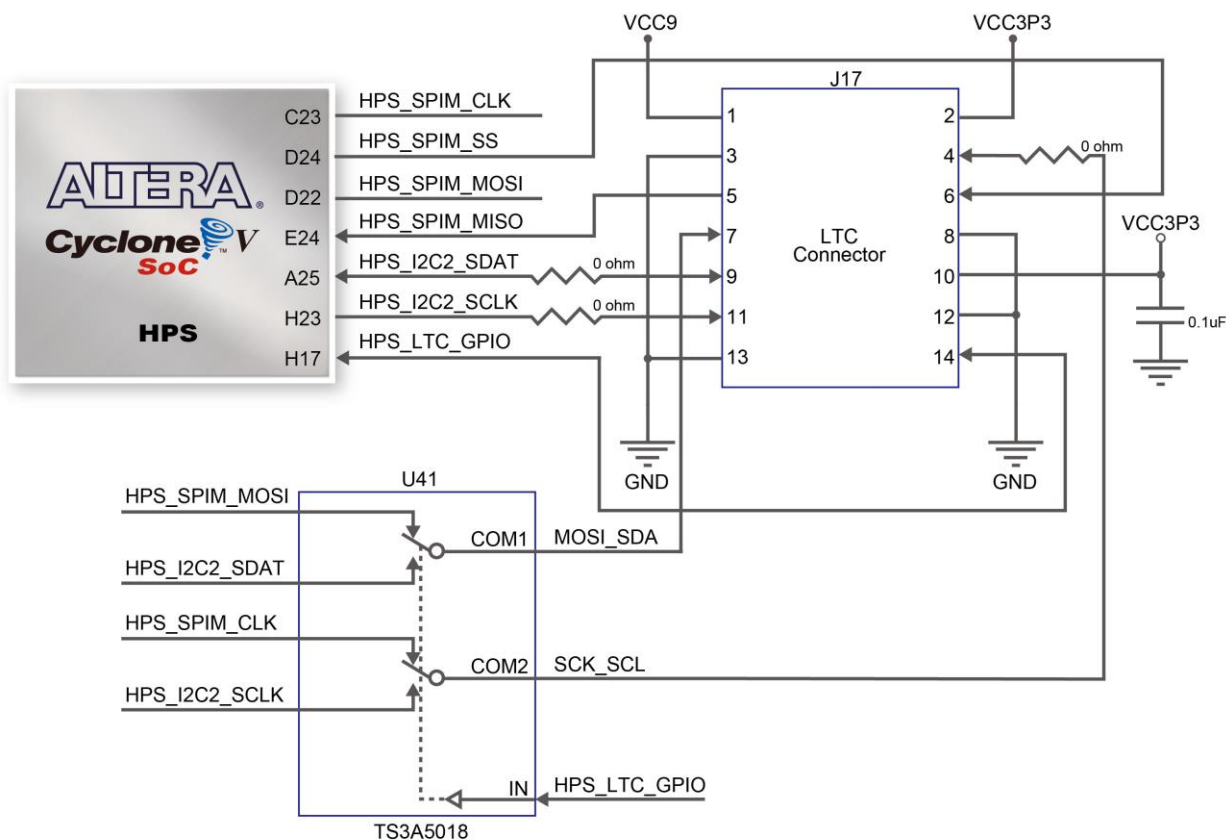 VCC9 VCC3P3
J17
HPS_SPIM_CLK
C23
1 2
HPS_SPIM_SS
D24
3 4 0 ohm
ALTERA®
HPS_SPIM_MOSI
D22
5 6
Cyclone™ V
SoC
HPS_SPIM_MISO
E24
7 LTC
Connector 8
VCC3P3
HPS_I2C2_SDAT 0 ohm
A25
9 10
HPS_I2C2_SCLK 0 ohm
H23
11 12
0.1uF
HPS
HPS_LTC_GPIO
H17
13 14
GND GND
U41
HPS_SPIM_MOSI
COM1 MOSI_SDA
HPS_I2C2_SDAT
HPS_SPIM_CLK
COM2 SCK_SCL
HPS_I2C2_SCLK
IN HPS_LTC_GPIO
TS3A5018